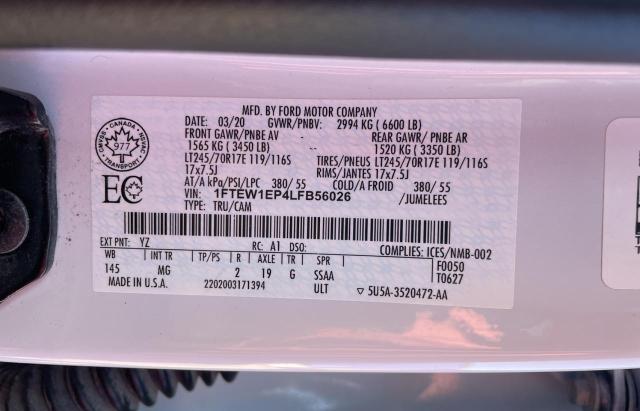 MFD. BY FORD MOTOR COMPANY
DATE: 03/20 GVWR/PNBV: 2994 KG (6600 LB)
FRONT GAWR/PNBE AV REAR GAWR/PNBE AR
1565 KG (3450 LB) 1520 KG (3350 LB)
LT245/70R17E 119/116S TIRES/PNEUS LT245/70R17E 119/116S
17x7.5J RIMS/JANTES 17x7.5J
AT/A kPa/PSI/LPC 380/55 COLD/A FROID 380/55
1FTEW1EP4LFB56026 /JUMELEES
TYPE: TRU/CAM
CANADA
977
TRANSPORT
EC
EXT PNT: YZ RC: A1 DSO: COMPLIES: ICES/NMB-002
WB INT TR TP/PS R AXLE TR SPR F0050
145 MG 2 19 G SSAA T0627
MADE IN U.S.A. 2202003171394 ULT ▽ 5U5A-3520472-AA